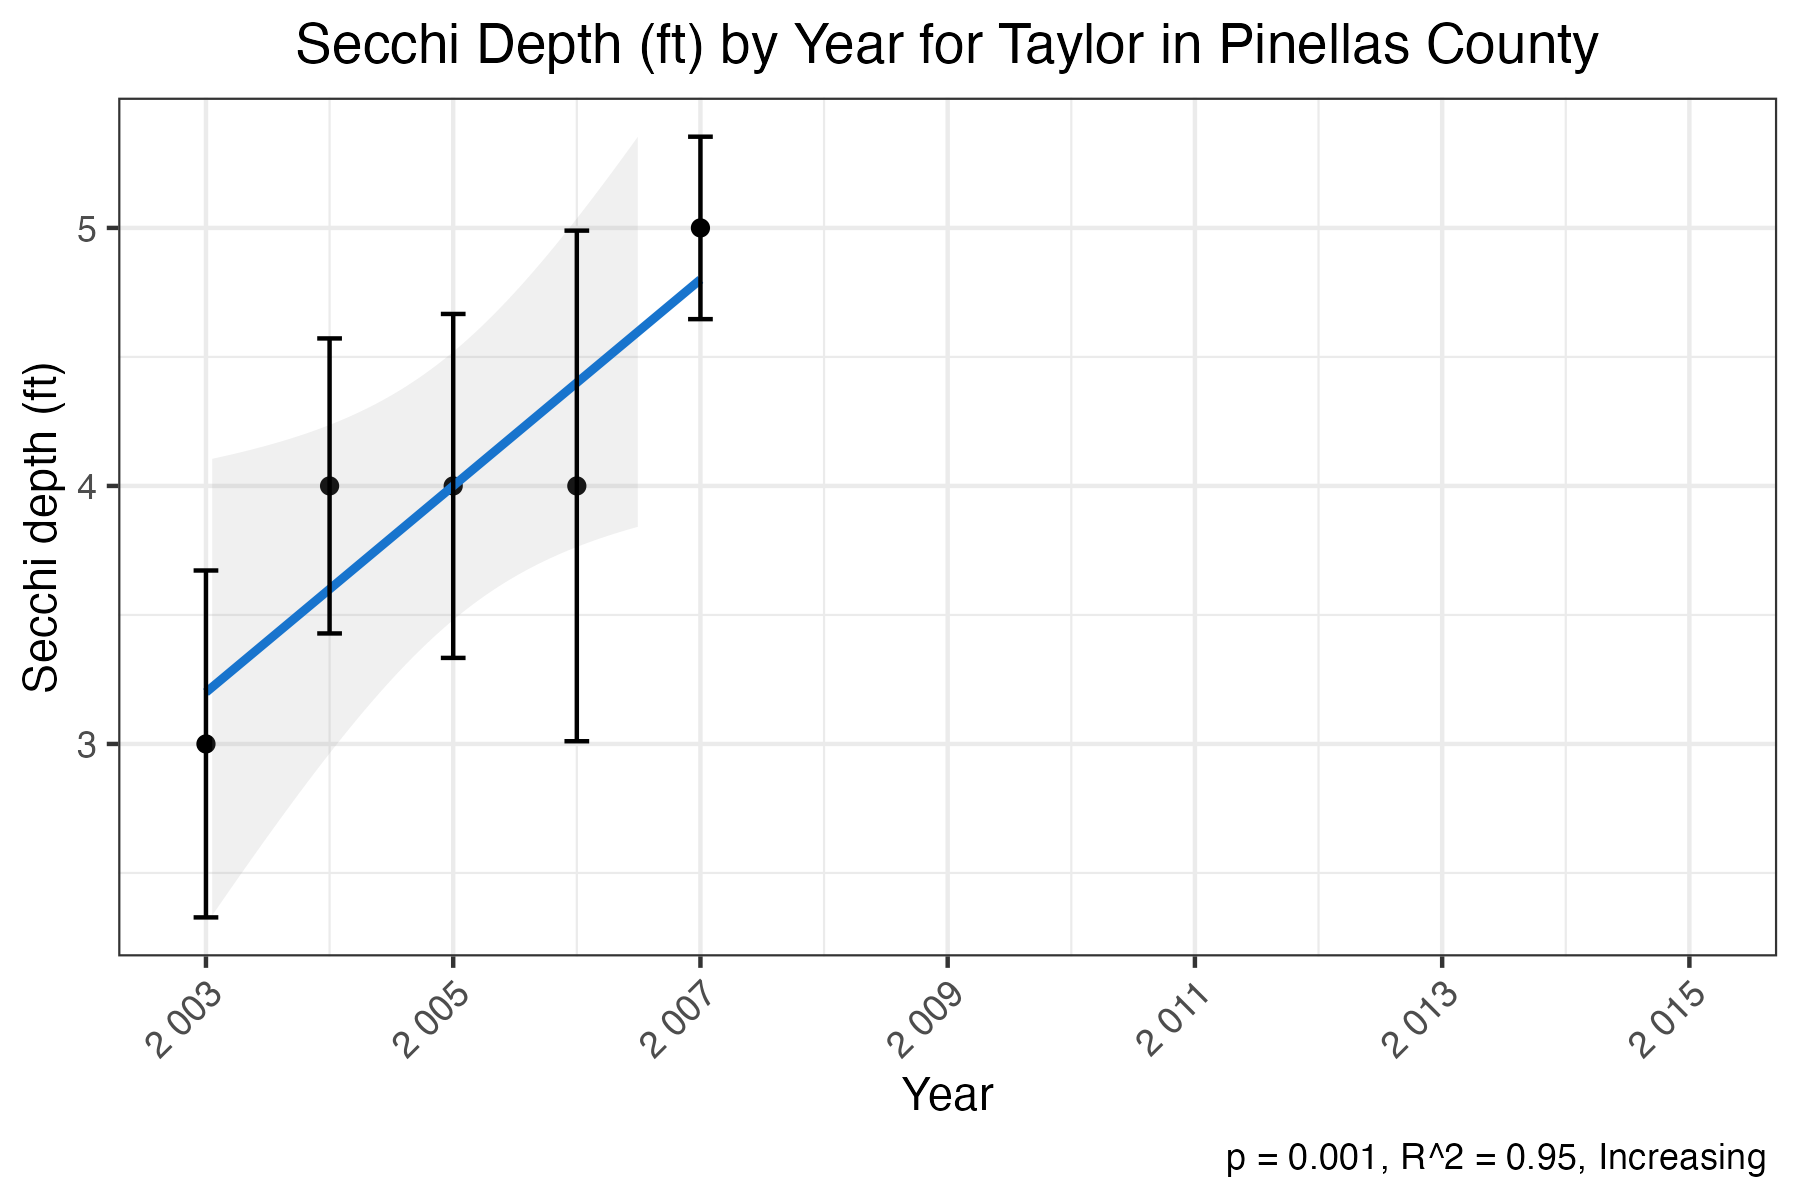 Secchi Depth (ft) by Year for Taylor in Pinellas County
Secchi depth (ft)
5
4
3
2 003
2 005
2 007
2 009
2 011
2 013
2 015
Year
p = 0.001, R^2 = 0.95, Increasing